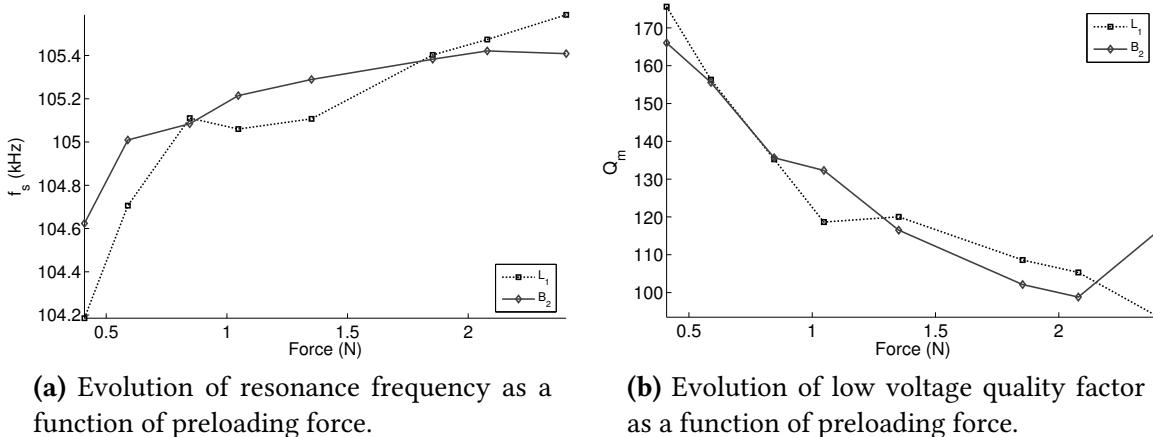 105.4
105.2
105
104.8
104.6
104.4
104.2
f_s (kHz)
0.5 1 1.5 2
Force (N)
L_1
B_2
170
160
150
140
130
120
110
100
Q_m
0.5 1 1.5 2
Force (N)
L_1
B_2
(a) Evolution of resonance frequency as a
function of preloading force.
(b) Evolution of low voltage quality factor
as a function of preloading force.